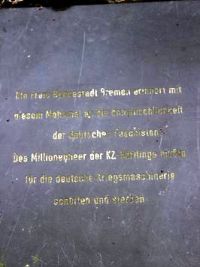 Die Freie Hansestadt Bremen erinnert mit
diesem Mahnmal an die Unmenschlichkeit
der deutschen Faschisten
Das Millionenheer der KZ-Häftlinge mußte
für die deutsche Kriegsmaschinerie
schuften und sterben